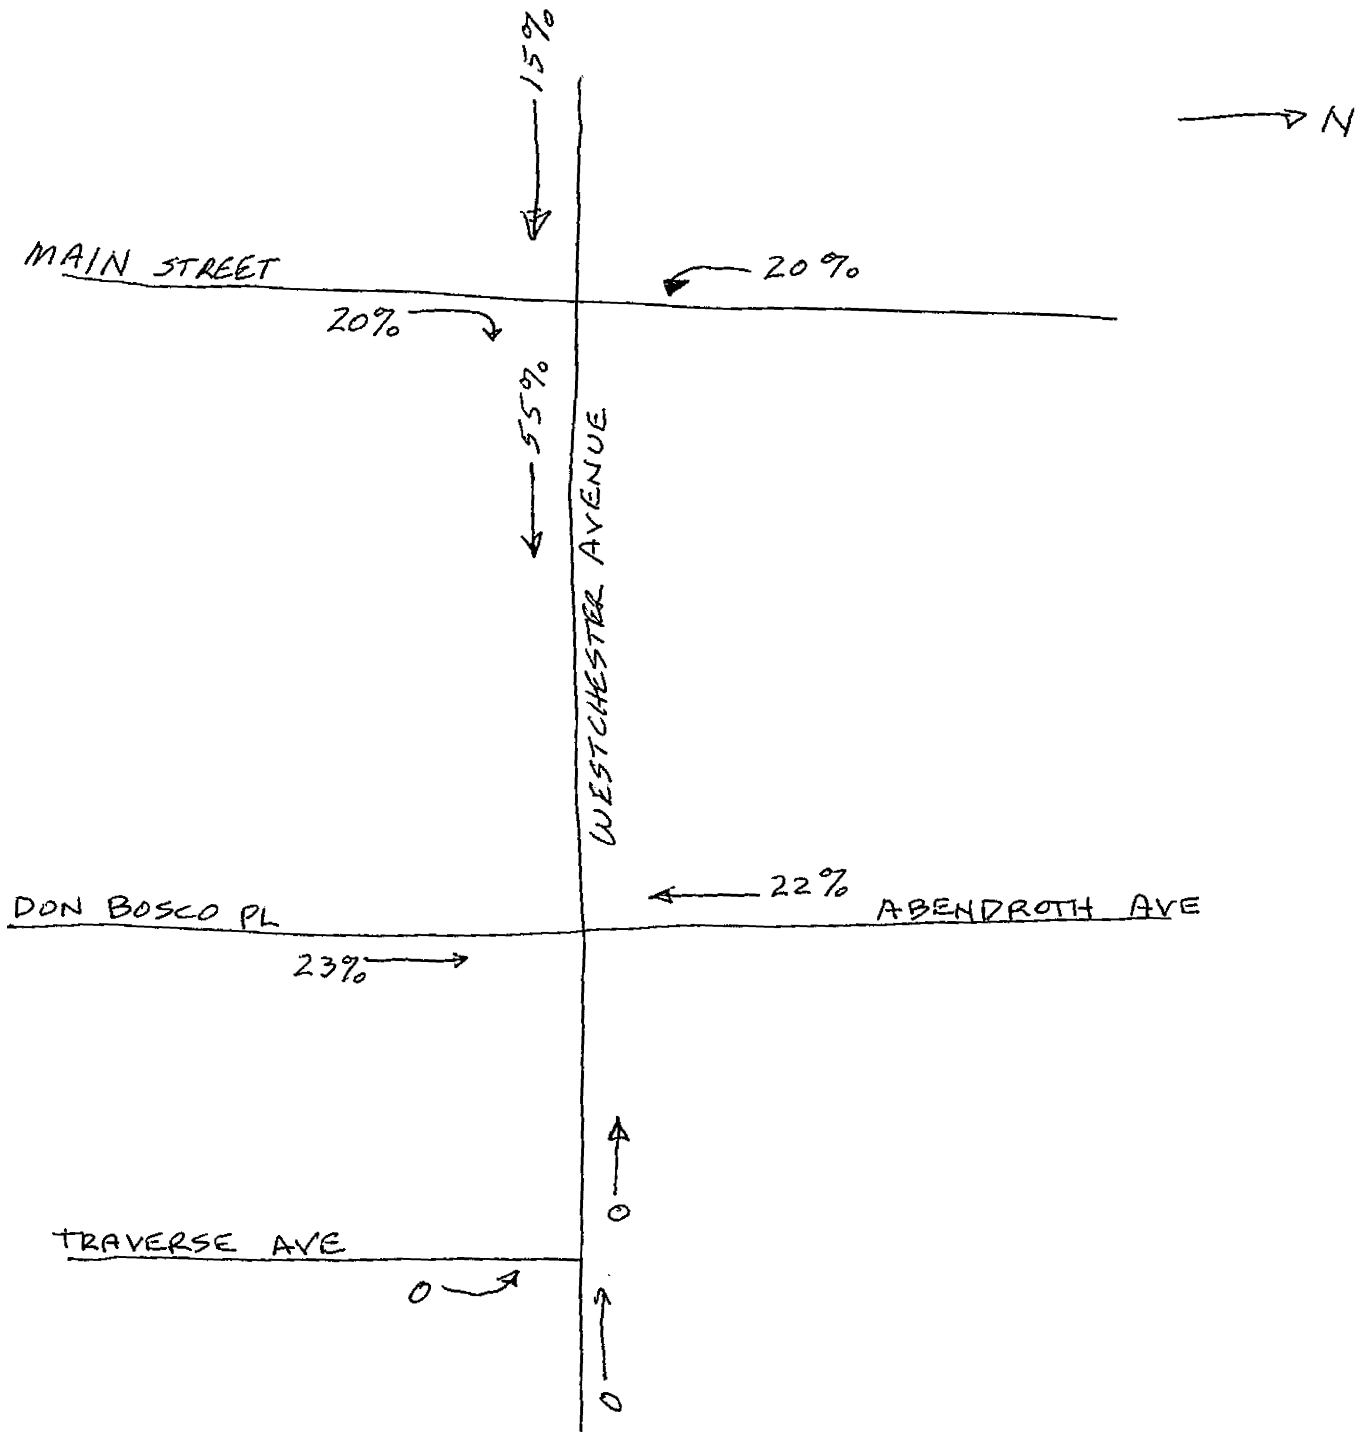 15%
N
MAIN STREET
20%
20%
55%
WESTCHESTER AVENUE
22%
DON BOSCO PL
ABENDROTH AVE
23%
0
TRAVERSE AVE
0
0